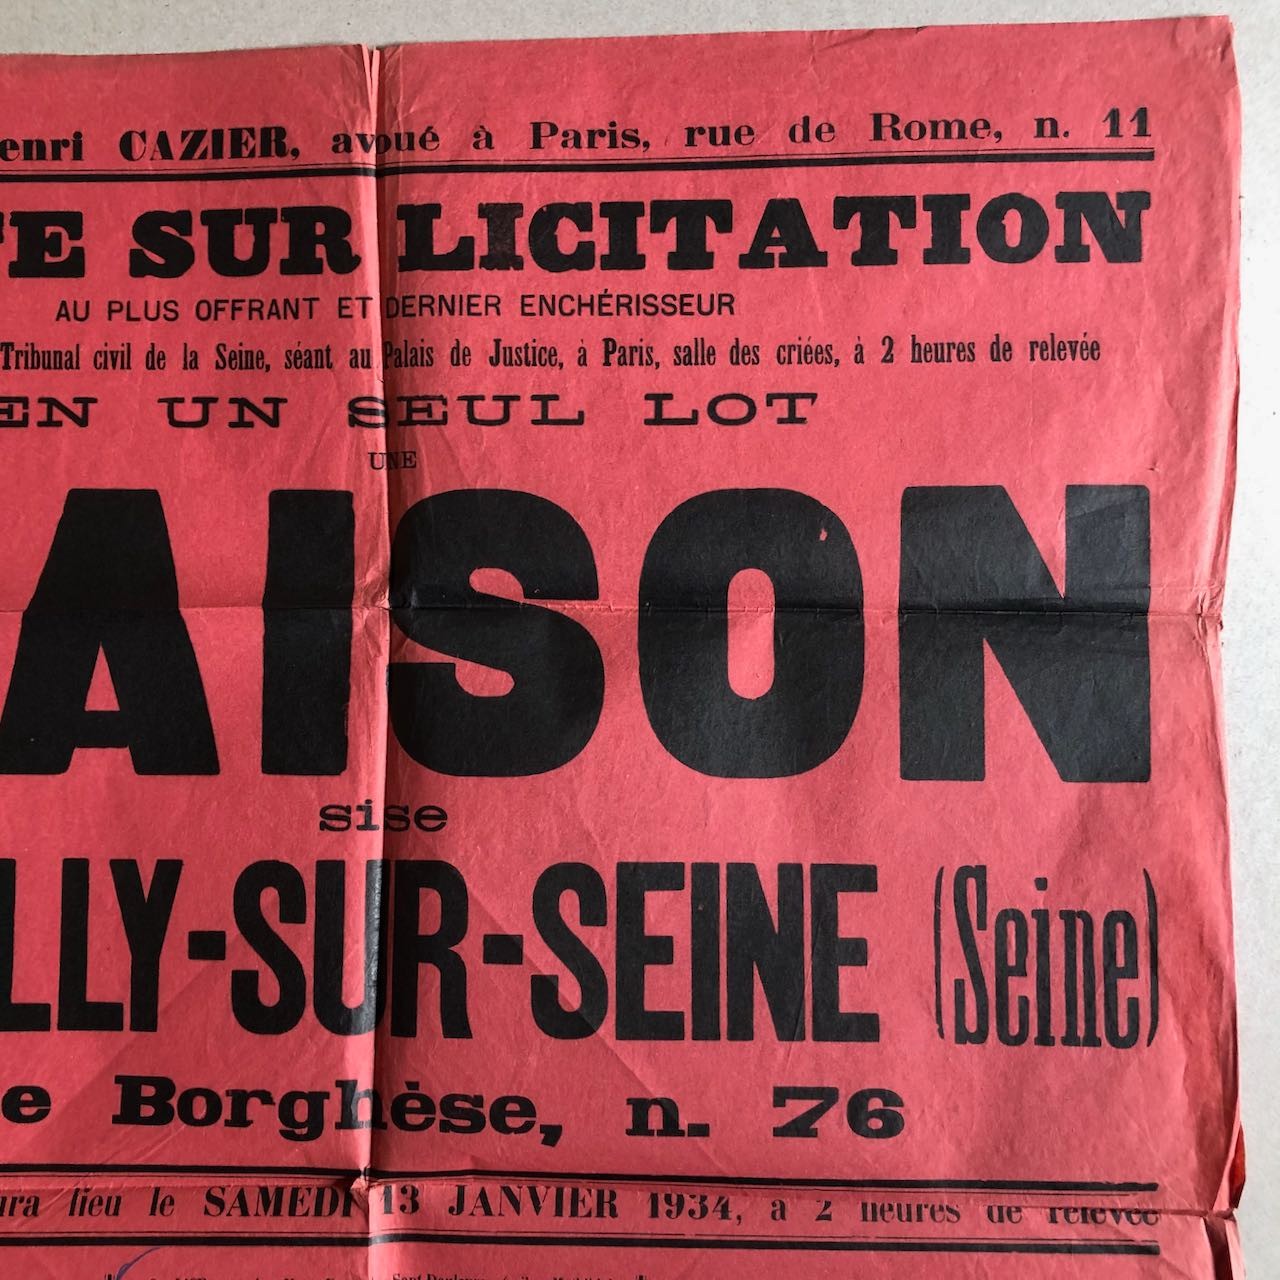 enri CAZIER, avoué à Paris, rue de Rome, n. 11
TE SUR LICITATION
AU PLUS OFFRANT ET DERNIER ENCHÉRISSEUR
Tribunal civil de la Seine, séant au Palais de Justice, à Paris, salle des criées, à 2 heures de relevée
EN UN SEUL LOT
UNE
AISON
sise
LLY-SUR-SEINE (Seine)
e Borghèse, n. 76
ura lieu le SAMEDI 13 JANVIER 1934, à 2 heures de relevée